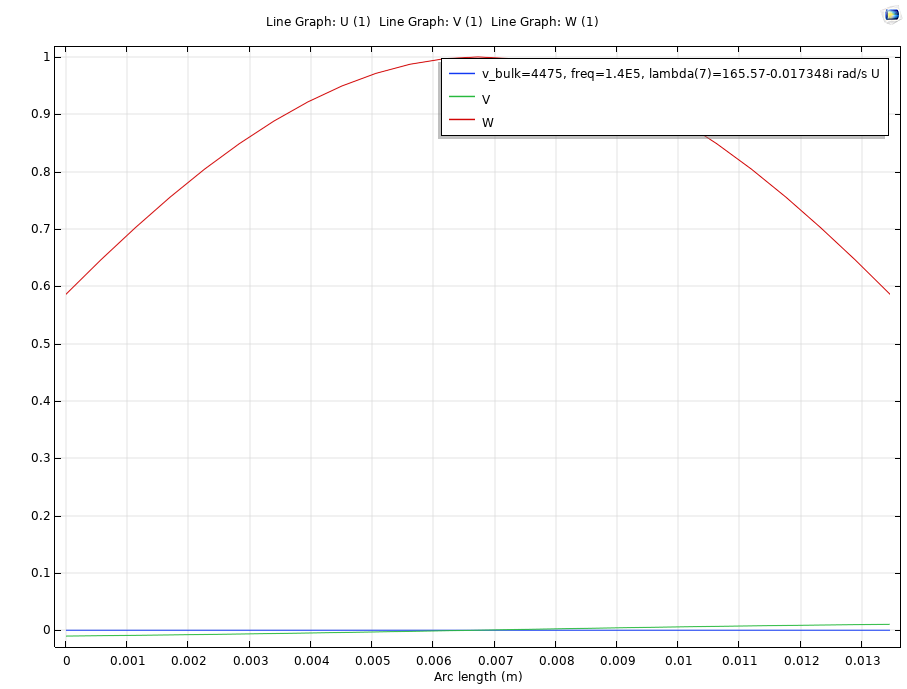 Line Graph: U (1) Line Graph: V (1) Line Graph: W (1)
1
v_bulk=4475, freq=1.4E5, lambda(7)=165.57-0.017348i rad/s U
V
W
0.9
0.8
0.7
0.6
0.5
0.4
0.3
0.2
0.1
0
0 0.001 0.002 0.003 0.004 0.005 0.006 0.007 0.008 0.009 0.01 0.011 0.012 0.013
Arc length (m)